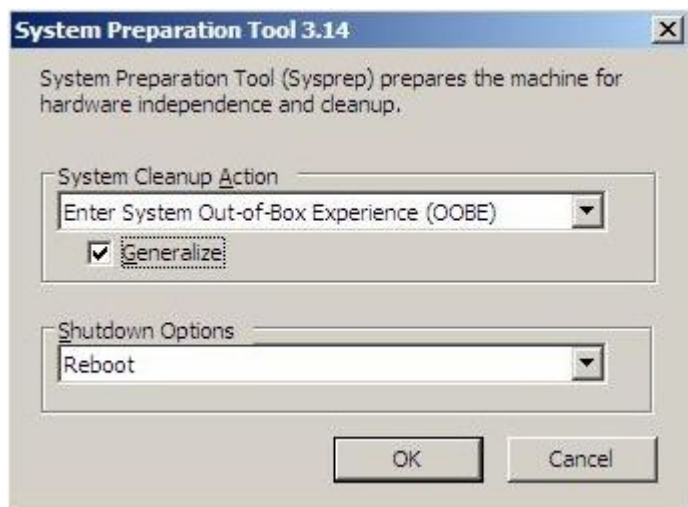 System Preparation Tool 3.14
System Preparation Tool (Sysprep) prepares the machine for
hardware independence and cleanup.
System Cleanup Action
Enter System Out-of-Box Experience (OOBE)
Generalize
Shutdown Options
Reboot
OK
Cancel